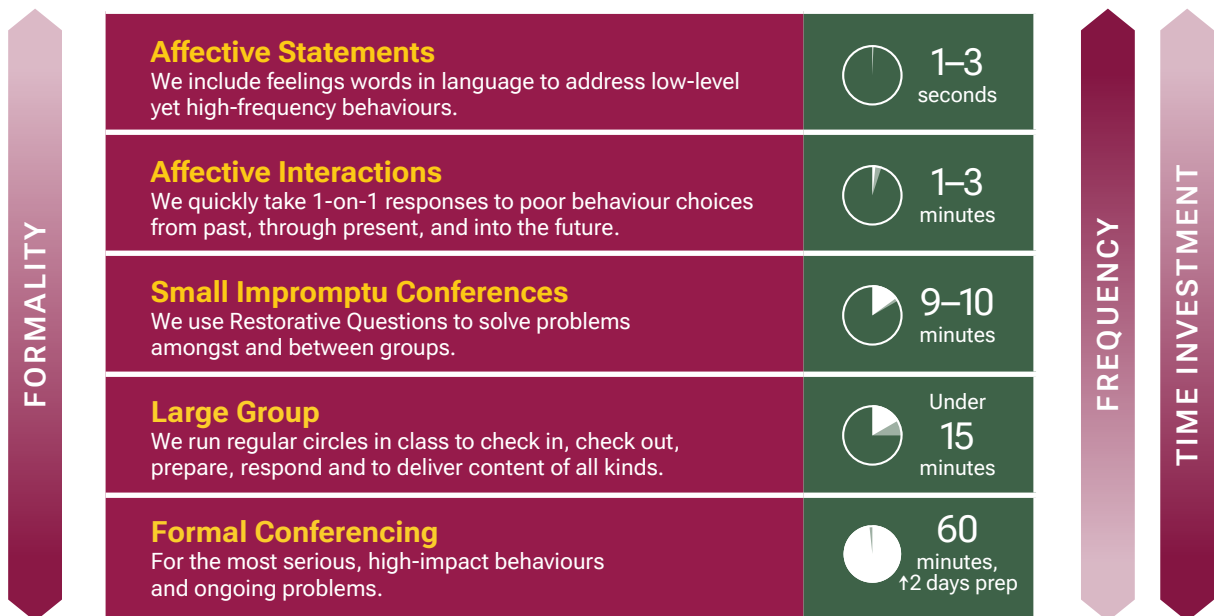 FORMALITY
Affective Statements
We include feelings words in language to address low-level
yet high-frequency behaviours.
1–3
seconds
Affective Interactions
We quickly take 1-on-1 responses to poor behaviour choices
from past, through present, and into the future.
1–3
minutes
Small Impromptu Conferences
We use Restorative Questions to solve problems
amongst and between groups.
9–10
minutes
Large Group
We run regular circles in class to check in, check out,
prepare, respond and to deliver content of all kinds.
Under
15
minutes
Formal Conferencing
For the most serious, high-impact behaviours
and ongoing problems.
60
minutes,
↑2 days prep
FREQUENCY
TIME INVESTMENT